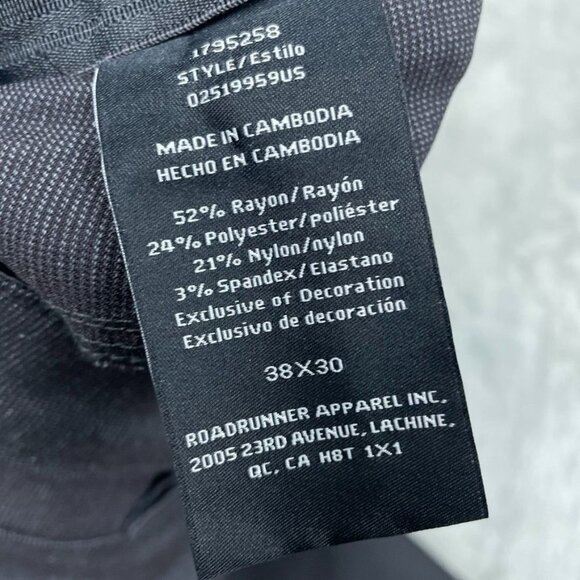 1795258
STYLE/Estilo
02519959US
MADE IN CAMBODIA
HECHO EN CAMBODIA
52% Rayon/Rayón
24% Polyester/poliéster
21% Nylon/nylon
3% Spandex/Elastano
Exclusive of Decoration
Exclusivo de decoración
38X30
ROADRUNNER APPAREL INC.
2005 23RD AVENUE, LACHINE,
QC, CA H8T 1X1